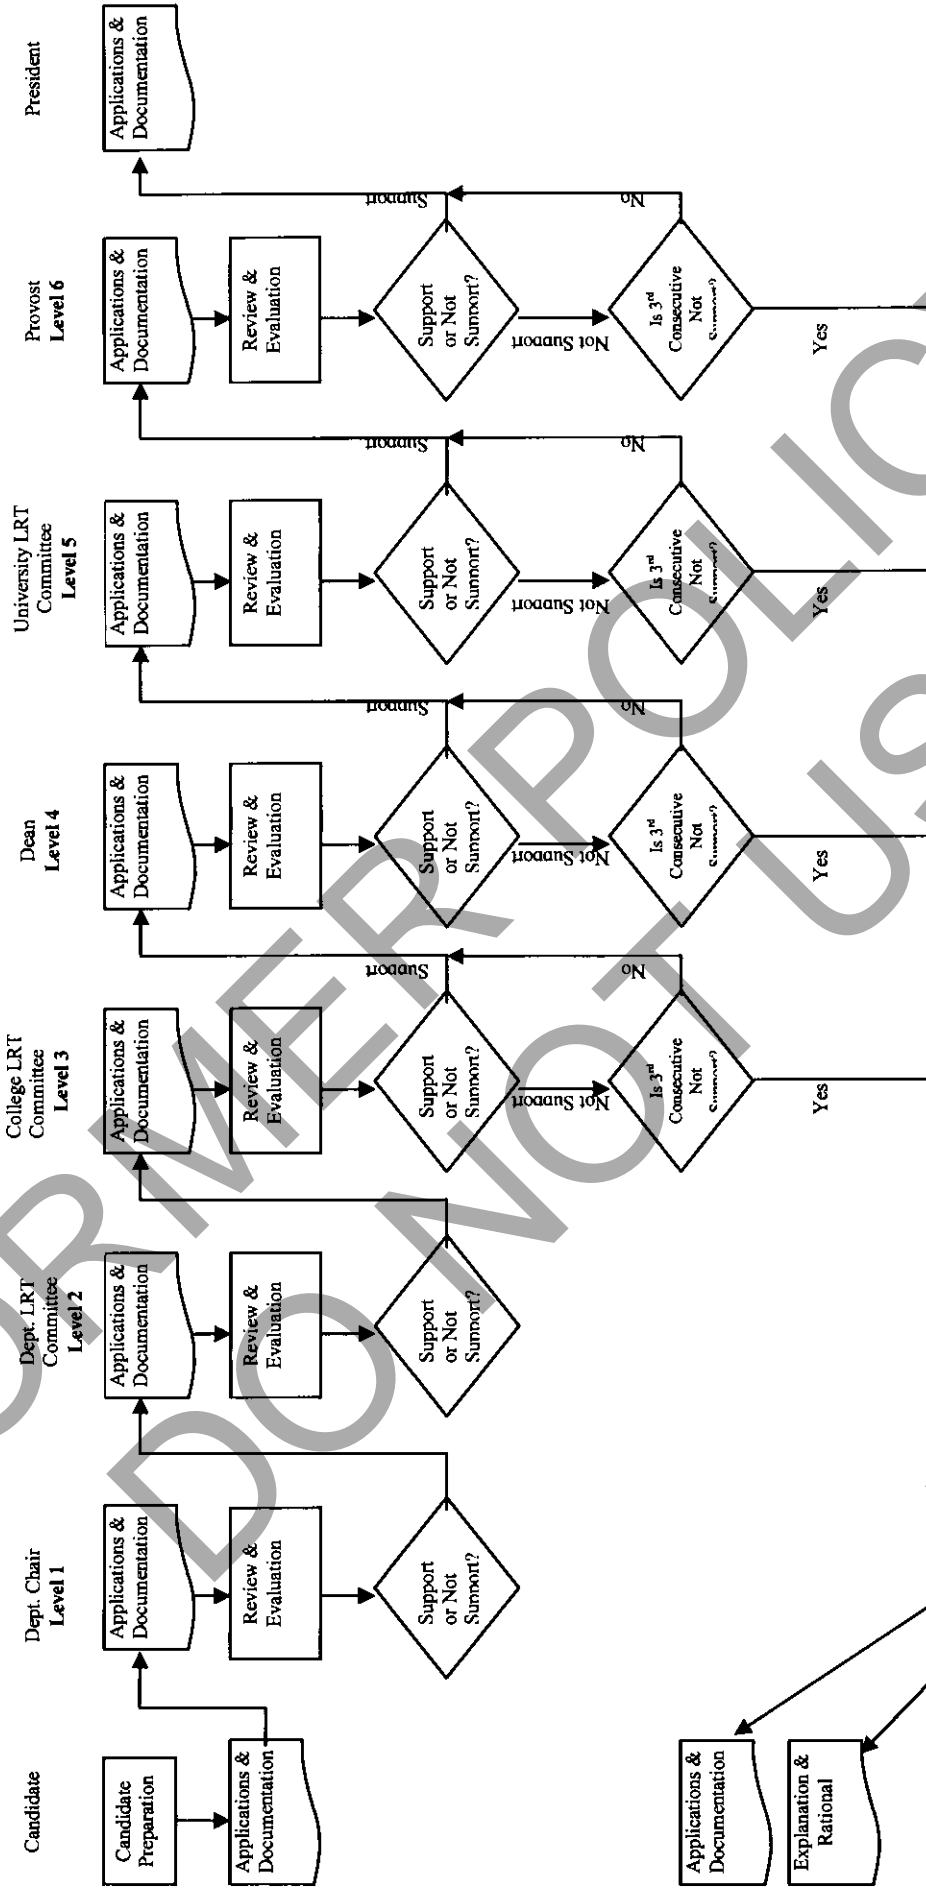 Candidate
Candidate
Preparation
Applications &
Documentation
Applications &
Documentation
Explanation &
Rational
Dept. Chair
Level 1
Applications &
Documentation
Review &
Evaluation
Support
or Not
Support?
Dept. LRT
Committee
Level 2
Applications &
Documentation
Review &
Evaluation
Support
or Not
Support?
College LRT
Committee
Level 3
Applications &
Documentation
Review &
Evaluation
Support
or Not
Support?
Support
Not Support
Is 3rd
Consecutive
Not
Support?
No
Yes
Dean
Level 4
Applications &
Documentation
Review &
Evaluation
Support
or Not
Support?
Support
Not Support
Is 3rd
Consecutive
Not
Support?
No
Yes
University LRT
Committee
Level 5
Applications &
Documentation
Review &
Evaluation
Support
or Not
Support?
Support
Not Support
Is 3rd
Consecutive
Not
Support?
No
Yes
Provost
Level 6
Applications &
Documentation
Review &
Evaluation
Support
or Not
Support?
Support
Not Support
Is 3rd
Consecutive
Not
Support?
No
Yes
President
Applications &
Documentation
FORMER POLIC
DO NOT US